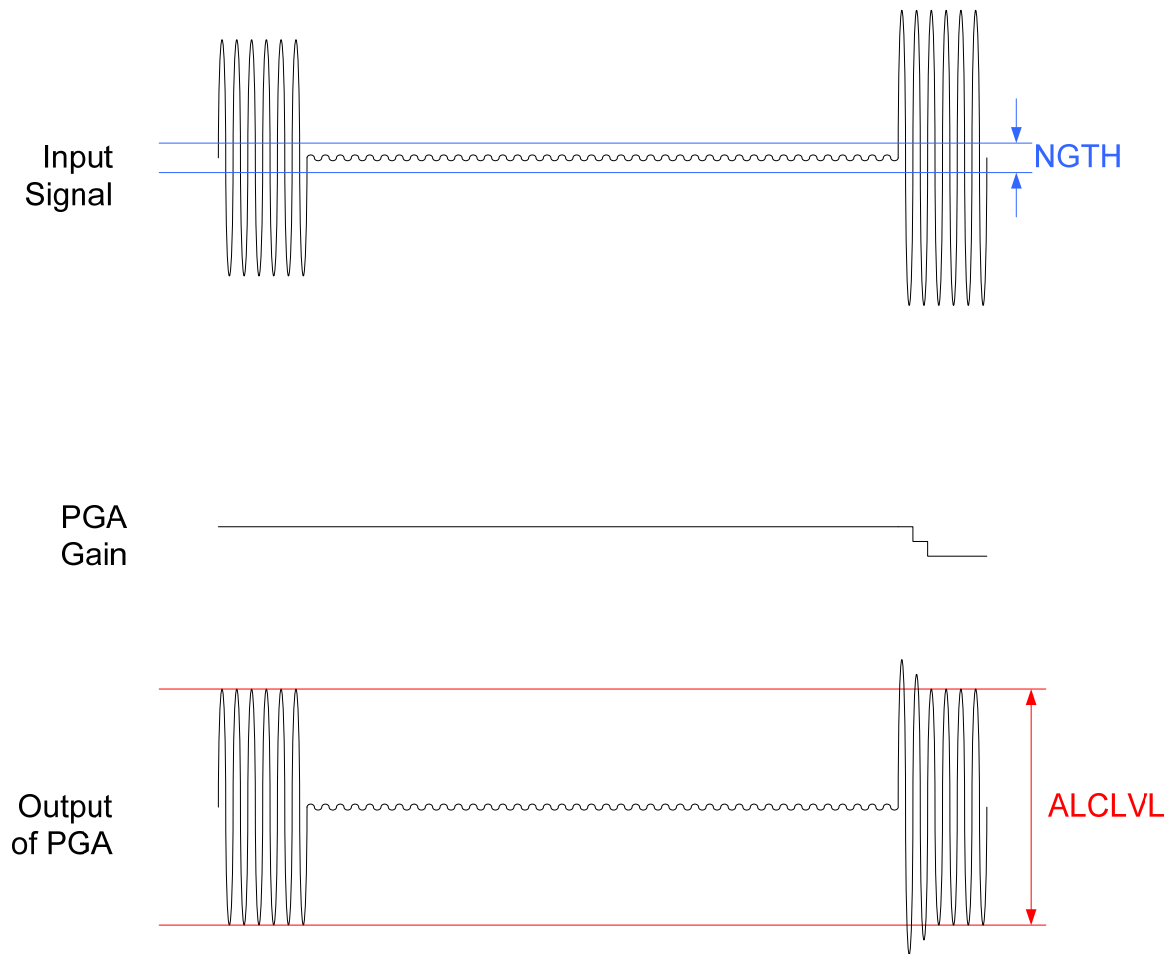 Input
Signal
NGTH
PGA
Gain
Output
of PGA
ALCLVL